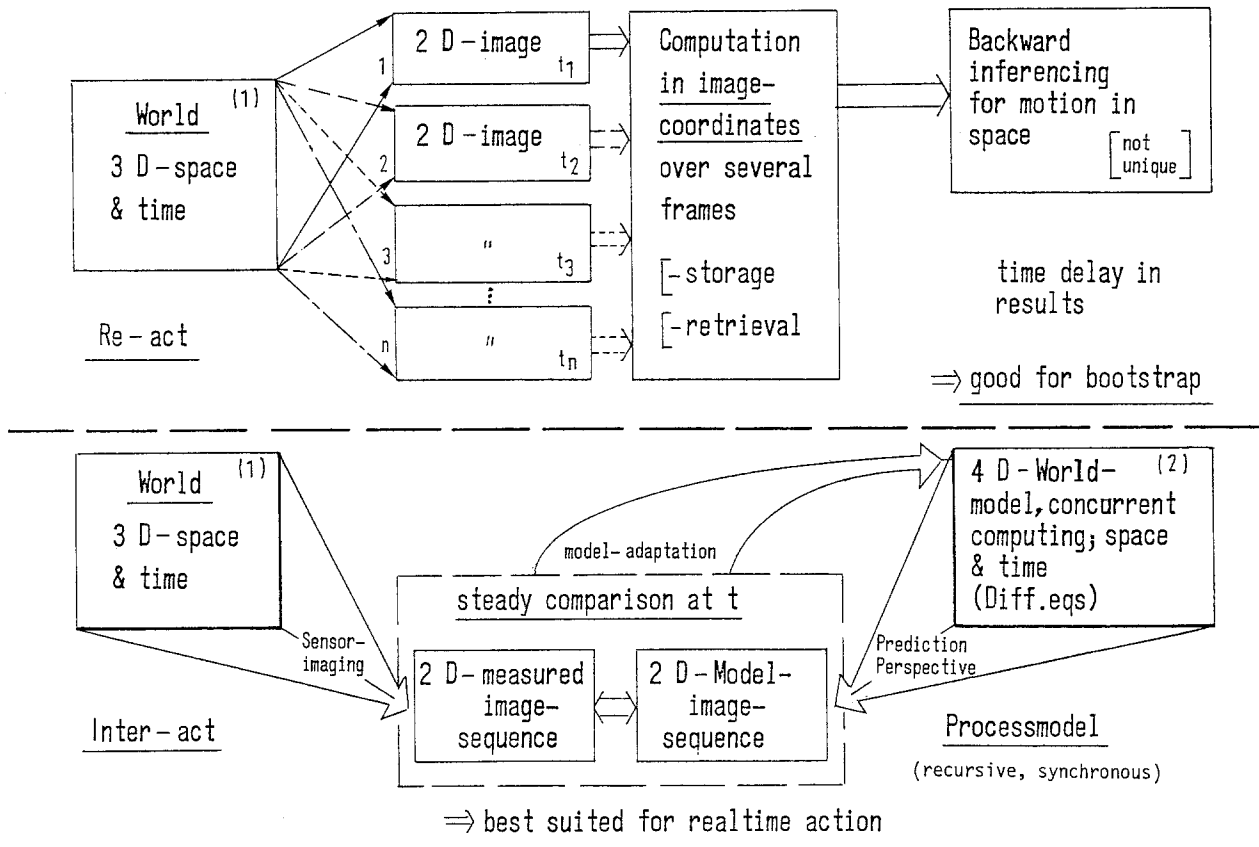 World (1)
3 D-space
& time
Re-act
1
2 D-image
t1
2
2 D-image
t2
3
"
t3
⋮
n
"
tn
Computation
in image-
coordinates
over several
frames
[-storage
[-retrieval
Backward
inferencing
for motion in
space
[not
unique]
time delay in
results
⇒ good for bootstrap
World (1)
3 D-space
& time
Sensor-
imaging
Inter-act
model-adaptation
steady comparison at t
2 D-measured
image-
sequence
2 D-Model-
image-
sequence
4 D-World- (2)
model, concurrent
computing; space
& time
(Diff.eqs)
Prediction
Perspective
Processmodel
(recursive, synchronous)
⇒ best suited for realtime action